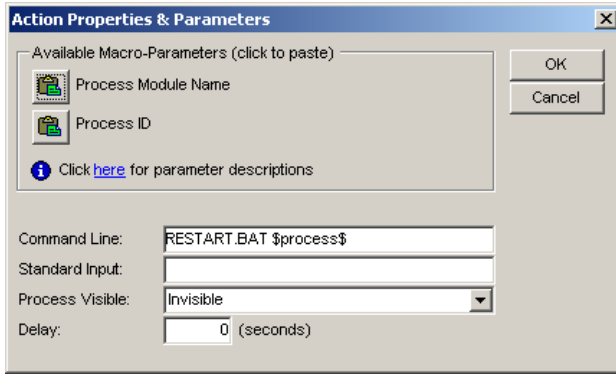 Action Properties & Parameters
Available Macro-Parameters (click to paste)
Process Module Name
Process ID
Click here for parameter descriptions
OK
Cancel
Command Line: RESTART.BAT $process$
Standard Input:
Process Visible: Invisible
Delay: 0 (seconds)